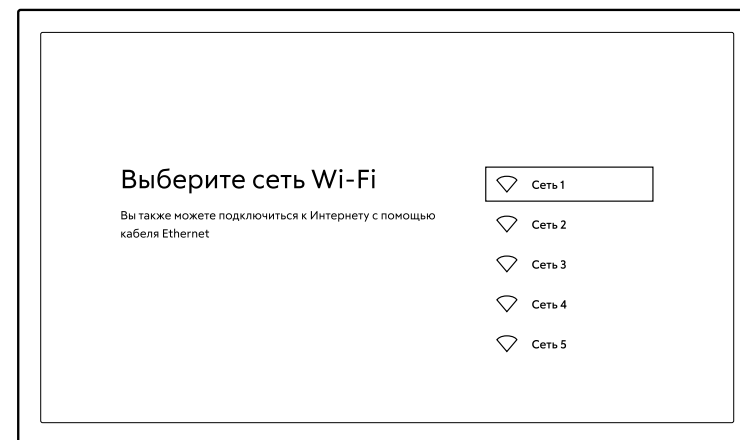 Выберите сеть Wi-Fi
Вы также можете подключиться к Интернету с помощью
кабеля Ethernet
Сеть 1
Сеть 2
Сеть 3
Сеть 4
Сеть 5